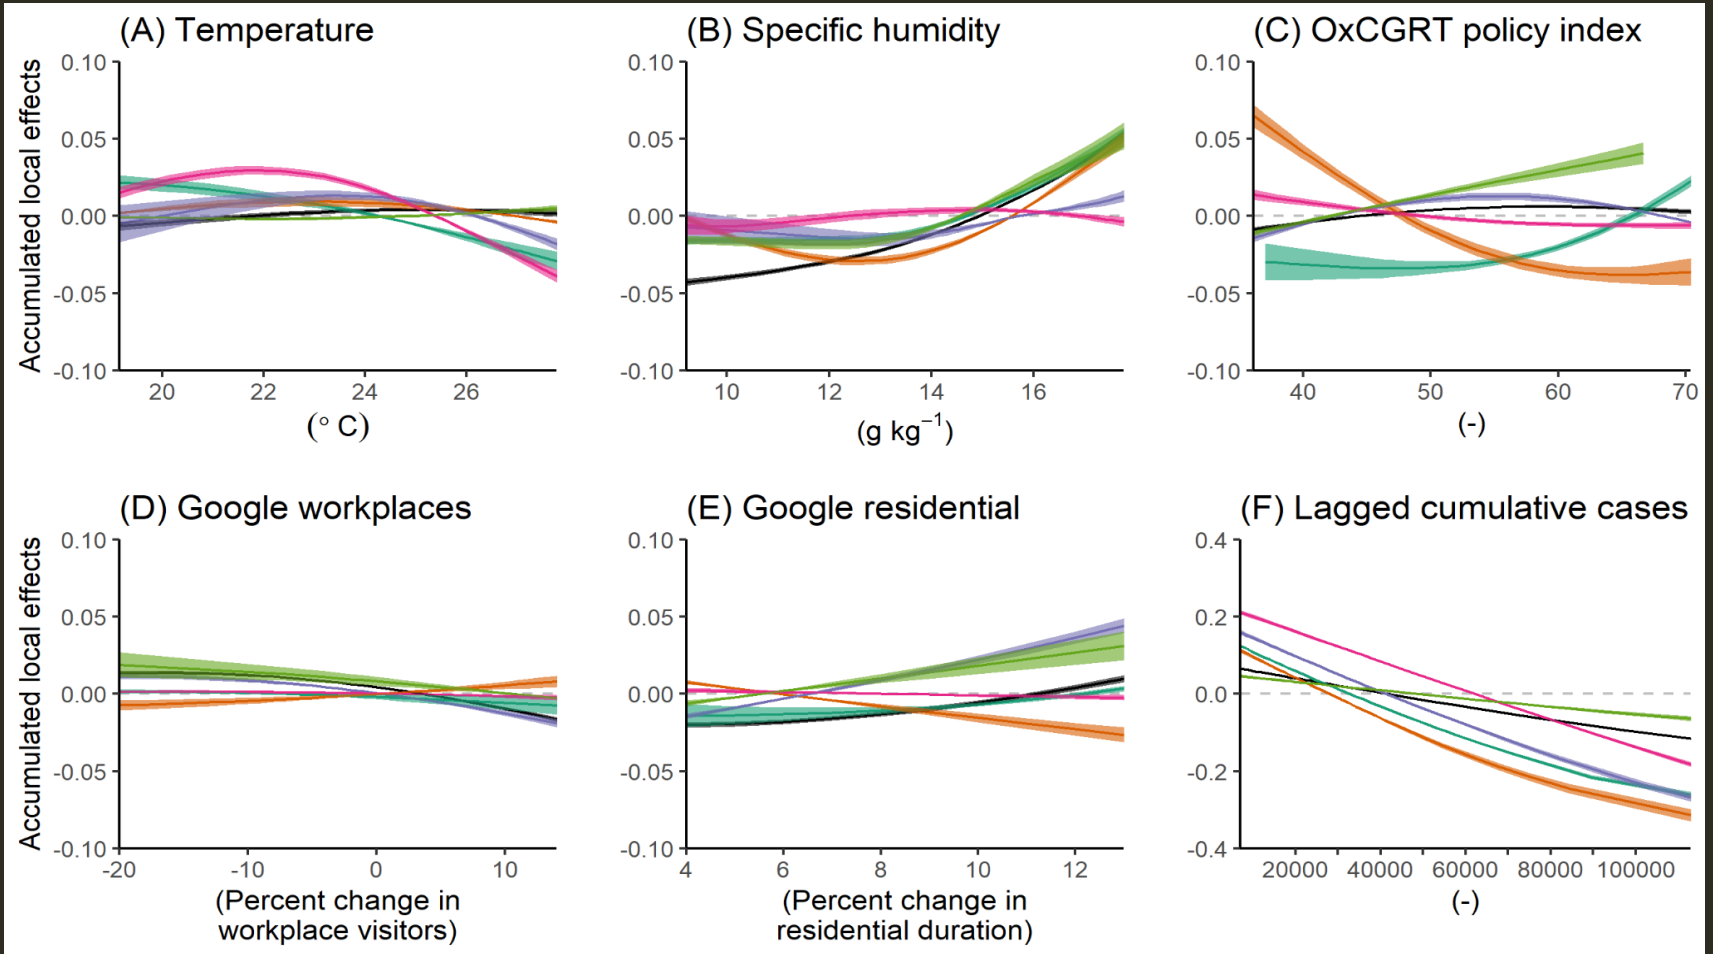 (A) Temperature
(B) Specific humidity
(C) OxCGRT policy index
Accumulated local effects
0.10
0.05
0.00
-0.05
-0.10
20 22 24 26
(° C)
0.10
0.05
0.00
-0.05
-0.10
10 12 14 16
(g kg⁻¹)
0.10
0.05
0.00
-0.05
-0.10
40 50 60 70
(-)
(D) Google workplaces
(E) Google residential
(F) Lagged cumulative cases
Accumulated local effects
0.10
0.05
0.00
-0.05
-0.10
-20 -10 0 10
(Percent change in
workplace visitors)
0.10
0.05
0.00
-0.05
-0.10
4 6 8 10 12
(Percent change in
residential duration)
0.4
0.2
0.0
-0.2
-0.4
20000 40000 60000 80000 100000
(-)